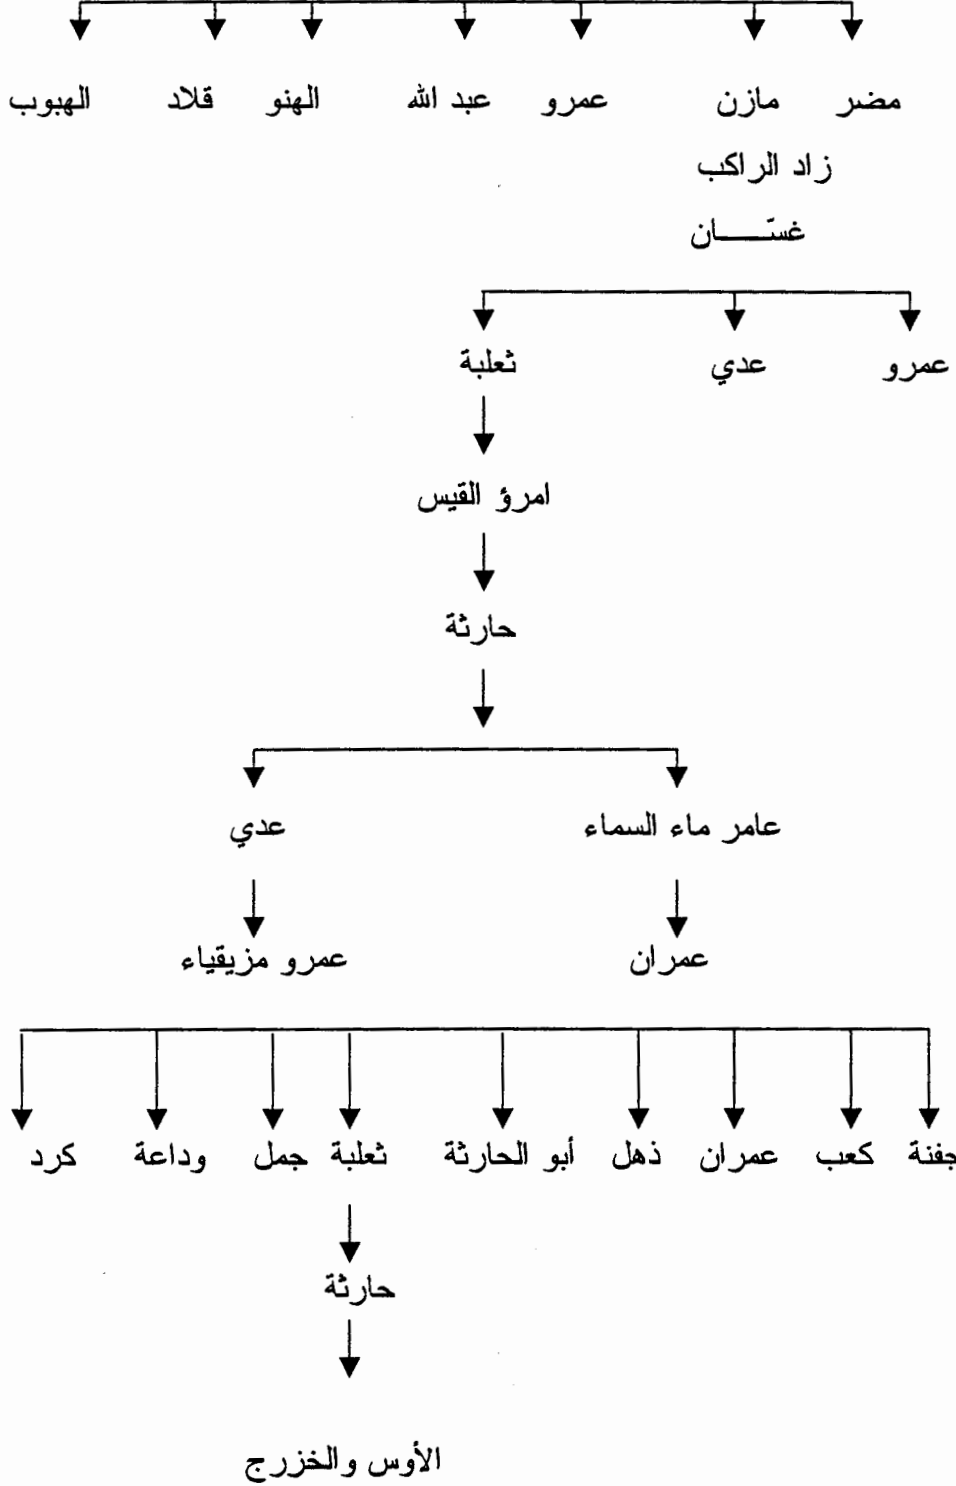 مضر مازن عمرو عبد الله الهنو قلاد الهبوب
زاد الراكب
غسّـــــان
عمرو عدي ثعلبة
امرؤ القيس
حارثة
عامر ماء السماء عدي
عمران عمرو مزيقياء
جفنة كعب عمران ذهل أبو الحارثة ثعلبة جمل وداعة كرد
حارثة
الأوس والخزرج